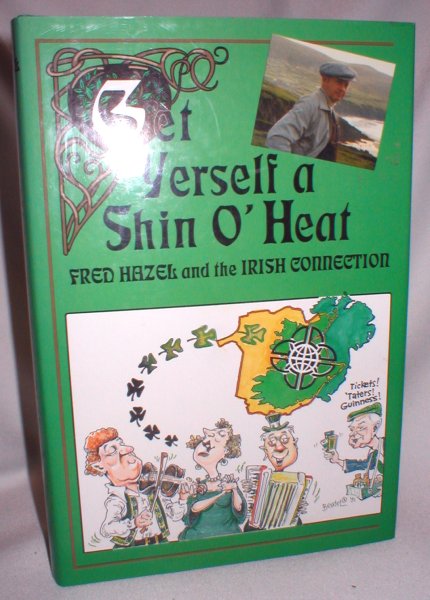 Get
Yerself a
Shin O' Heat
FRED HAZEL and the IRISH CONNECTION
Tickets!
'Taters!
Guinness!